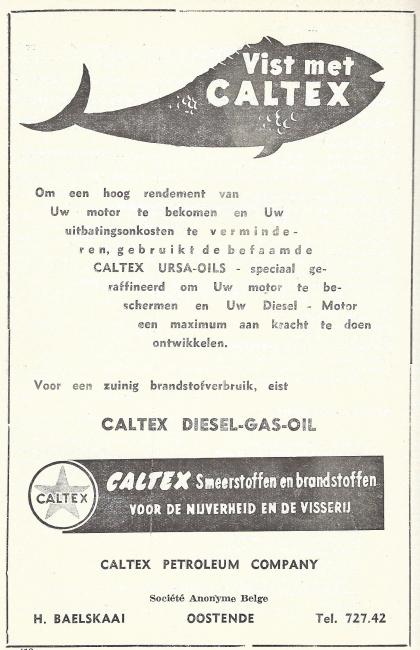 Vist met
CALTEX
Om een hoog rendement van
Uw motor te bekomen en Uw
uitbatingsonkosten te verminde-
ren, gebruikt de befaamde
CALTEX URSA-OILS - speciaal ge-
raffineerd om Uw motor te be-
schermen en Uw Diesel - Motor
een maximum aan kracht te doen
ontwikkelen.
Voor een zuinig brandstofverbruik, eist
CALTEX DIESEL-GAS-OIL
CALTEX
CALTEX Smeerstoffen en brandstoffen
VOOR DE NIJVERHEID EN DE VISSERIJ
CALTEX PETROLEUM COMPANY
Société Anonyme Belge
H. BAELSKAAI OOSTENDE Tel. 727.42